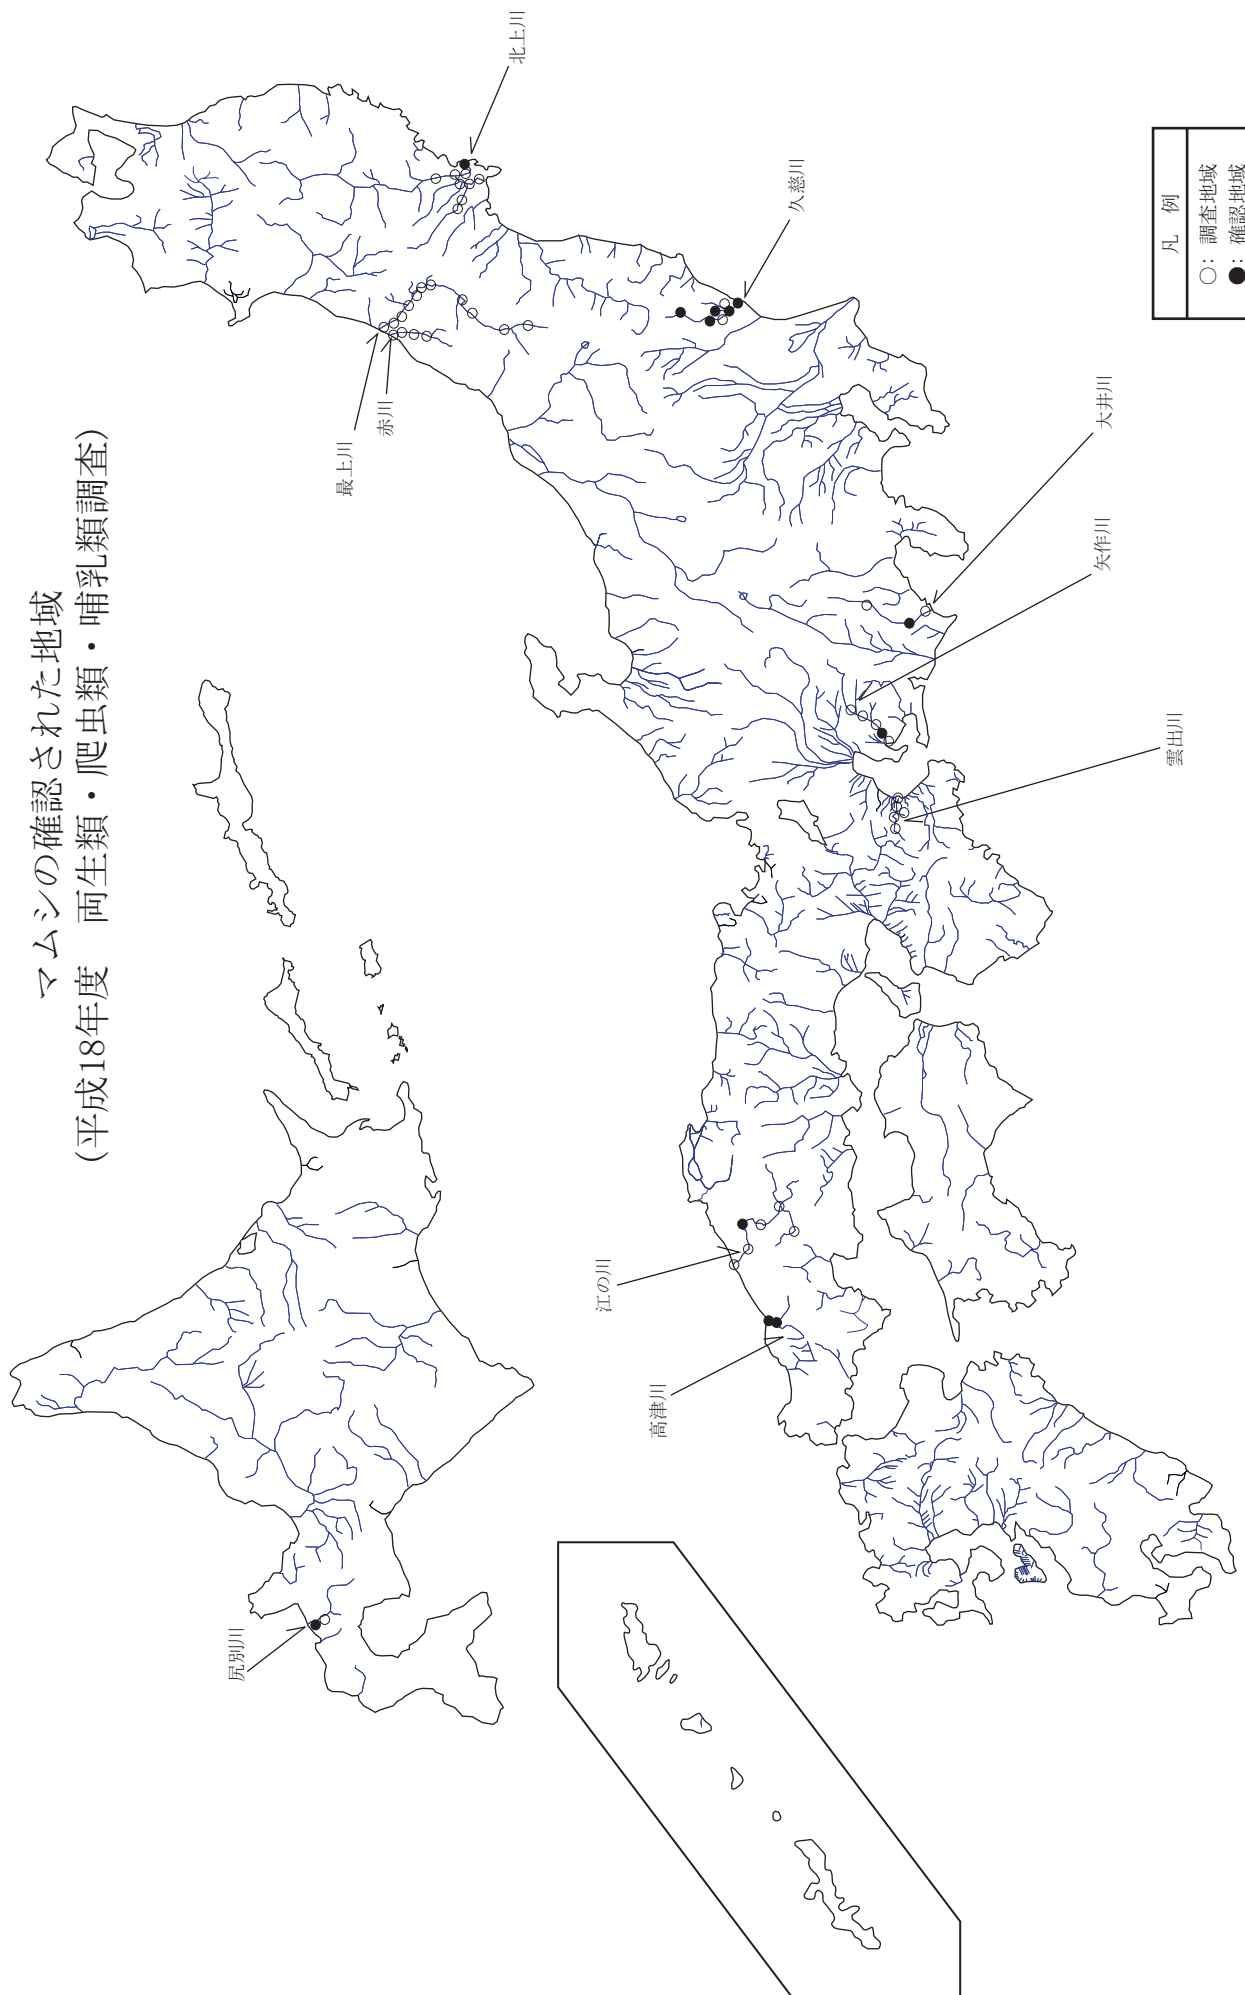 マムシの確認された地域
(平成18年度　両生類・爬虫類・哺乳類調査)
尻別川
北上川
最上川
赤川
久慈川
大井川
矢作川
雲出川
江の川
高津川
凡　例
○：調査地域
●：確認地域